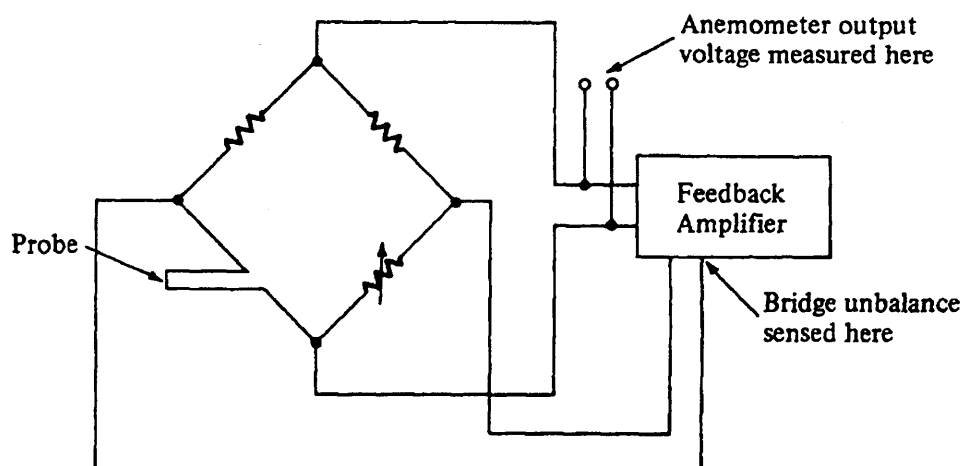 Anemometer output
voltage measured here
Feedback
Amplifier
Probe
Bridge unbalance
sensed here